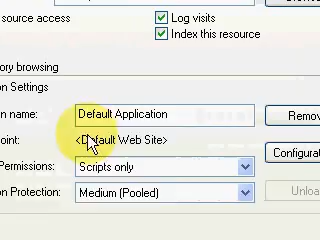 source access
Log visits
Index this resource
ory browsing
on Settings
n name:
Default Application
Remov
oint:
<Default Web Site>
Configurat
Permissions:
Scripts only
on Protection:
Medium (Pooled)
Unloa